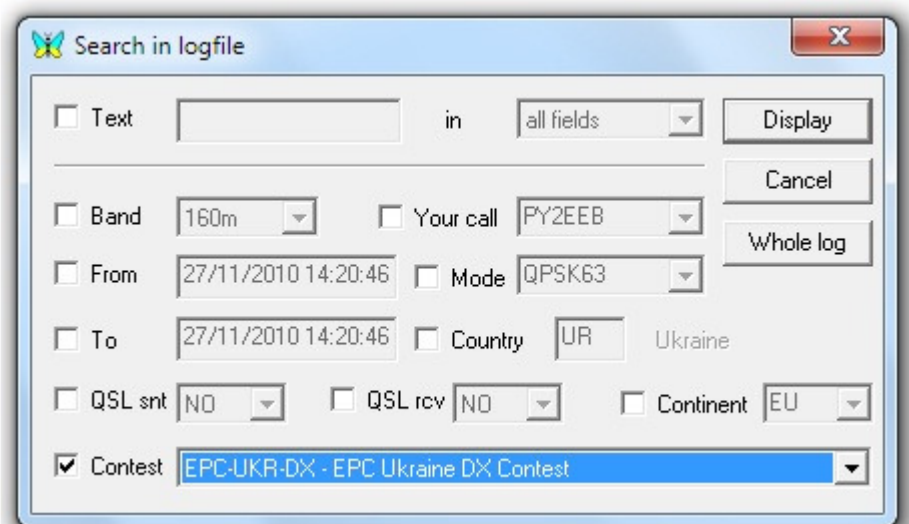 Search in logfile
Text in all fields Display
Cancel
Band 160m Your call PY2EEB
Whole log
From 27/11/2010 14:20:46 Mode QPSK63
To 27/11/2010 14:20:46 Country UR Ukraine
QSL snt NO QSL rcv NO Continent EU
Contest EPC-UKR-DX - EPC Ukraine DX Contest